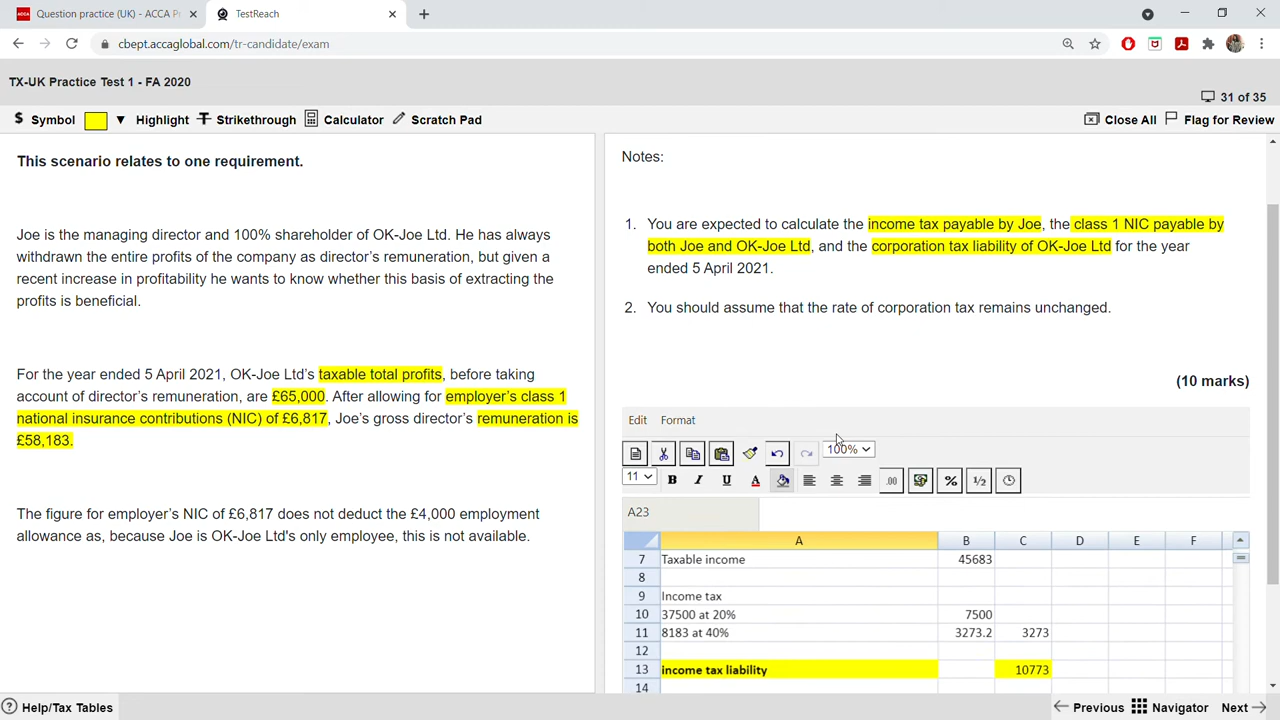 Question practice (UK) - ACCA Pr
TestReach
cbept.accaglobal.com/tr-candidate/exam
TX-UK Practice Test 1 - FA 2020
31 of 35
$ Symbol Highlight Strikethrough Calculator Scratch Pad Close All Flag for Review
This scenario relates to one requirement.
Joe is the managing director and 100% shareholder of OK-Joe Ltd. He has always
withdrawn the entire profits of the company as director's remuneration, but given a
recent increase in profitability he wants to know whether this basis of extracting the
profits is beneficial.
For the year ended 5 April 2021, OK-Joe Ltd's taxable total profits, before taking
account of director's remuneration, are £65,000. After allowing for employer's class 1
national insurance contributions (NIC) of £6,817, Joe's gross director's remuneration is
£58,183.
The figure for employer's NIC of £6,817 does not deduct the £4,000 employment
allowance as, because Joe is OK-Joe Ltd's only employee, this is not available.
Notes:
1. You are expected to calculate the income tax payable by Joe, the class 1 NIC payable by
both Joe and OK-Joe Ltd, and the corporation tax liability of OK-Joe Ltd for the year
ended 5 April 2021.
2. You should assume that the rate of corporation tax remains unchanged.
(10 marks)
Edit Format
100%
11 B I U A .00 % 1/2
A23
A B C D E F
7 Taxable income 45683
8
9 Income tax
10 37500 at 20% 7500
11 8183 at 40% 3273.2 3273
12
13 income tax liability 10773
14
Help/Tax Tables Previous Navigator Next